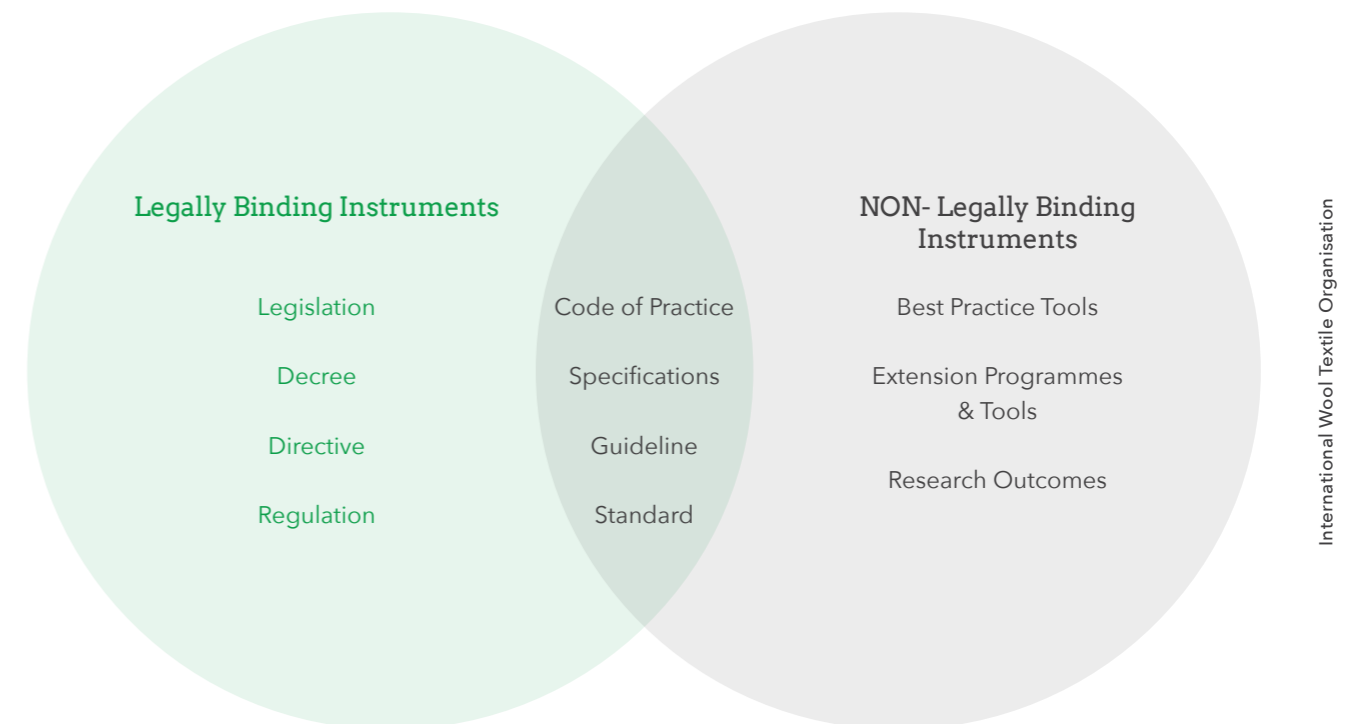 Legally Binding Instruments
Legislation
Decree
Directive
Regulation
Code of Practice
Specifications
Guideline
Standard
NON- Legally Binding
Instruments
Best Practice Tools
Extension Programmes
& Tools
Research Outcomes
International Wool Textile Organisation